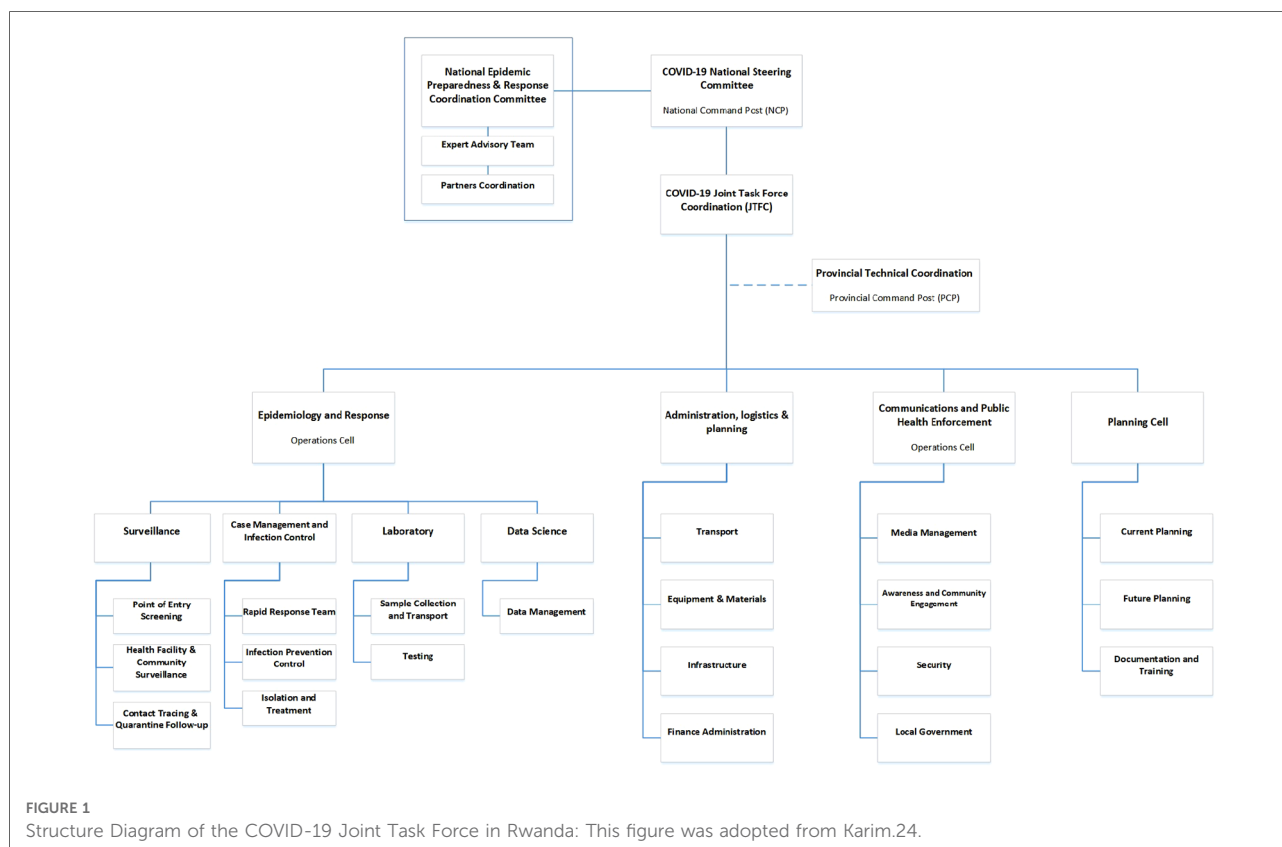 National Epidemic
Preparedness & Response
Coordination Committee
Expert Advisory Team
Partners Coordination
COVID-19 National Steering
Committee
National Command Post (NCP)
COVID-19 Joint Task Force
Coordination (JTFC)
Provincial Technical Coordination
Provincial Command Post (PCP)
Epidemiology and Response
Operations Cell
Administration, logistics &
planning
Communications and Public
Health Enforcement
Operations Cell
Planning Cell
Surveillance
Case Management and
Infection Control
Laboratory
Data Science
Point of Entry
Screening
Health Facility &
Community
Surveillance
Contact Tracing &
Quarantine Follow-up
Rapid Response Team
Infection Prevention
Control
Isolation and
Treatment
Sample Collection
and Transport
Testing
Data Management
Transport
Equipment & Materials
Infrastructure
Finance Administration
Media Management
Awareness and Community
Engagement
Security
Local Government
Current Planning
Future Planning
Documentation and
Training
FIGURE 1
Structure Diagram of the COVID-19 Joint Task Force in Rwanda: This figure was adopted from Karim.24.